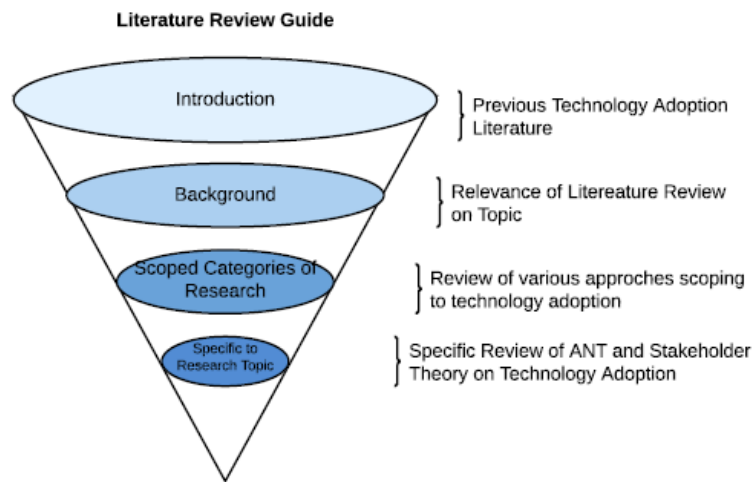 Literature Review Guide
Introduction
Previous Technology Adoption
Literature
Background
Relevance of Litereature Review
on Topic
Scoped Categories of
Research
Review of various approches scoping
to technology adoption
Specific to
Research Topic
Specific Review of ANT and Stakeholder
Theory on Technology Adoption